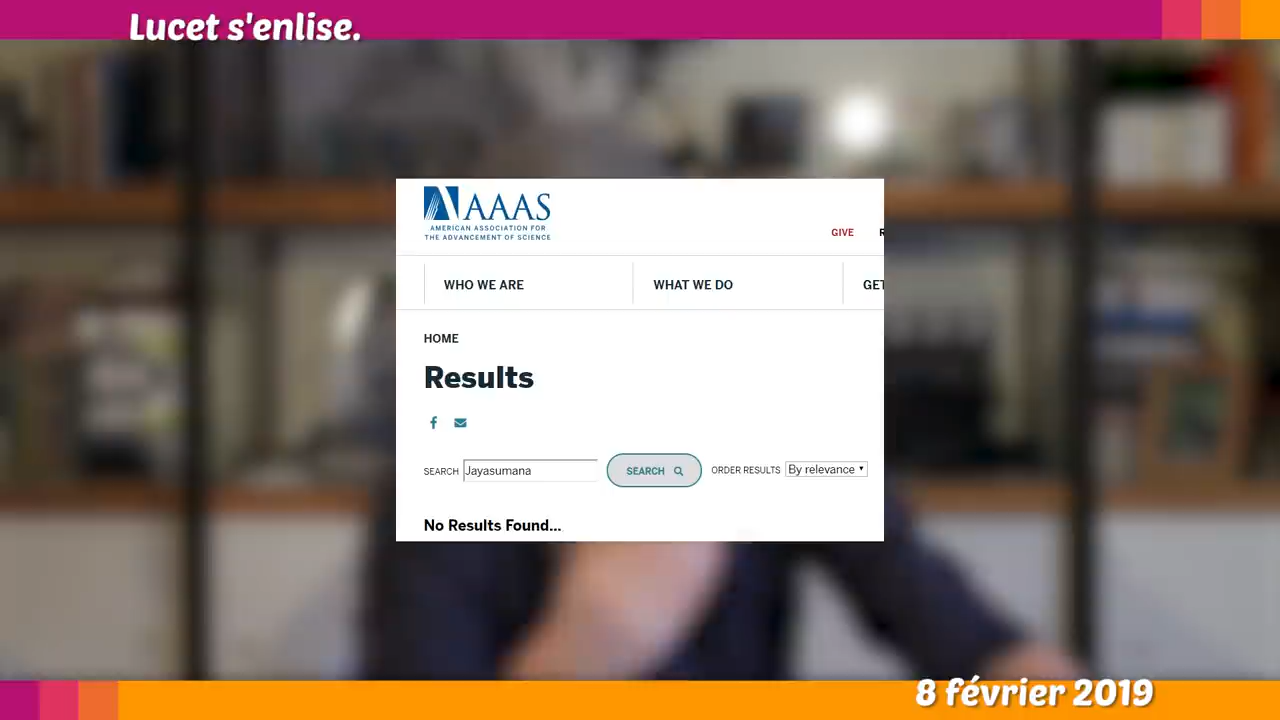 Lucet s'enlise.
AAAS
AMERICAN ASSOCIATION FOR
THE ADVANCEMENT OF SCIENCE
GIVE R
WHO WE ARE WHAT WE DO GET
HOME
Results
SEARCH Jayasumana SEARCH ORDER RESULTS By relevance
No Results Found...
8 février 2019